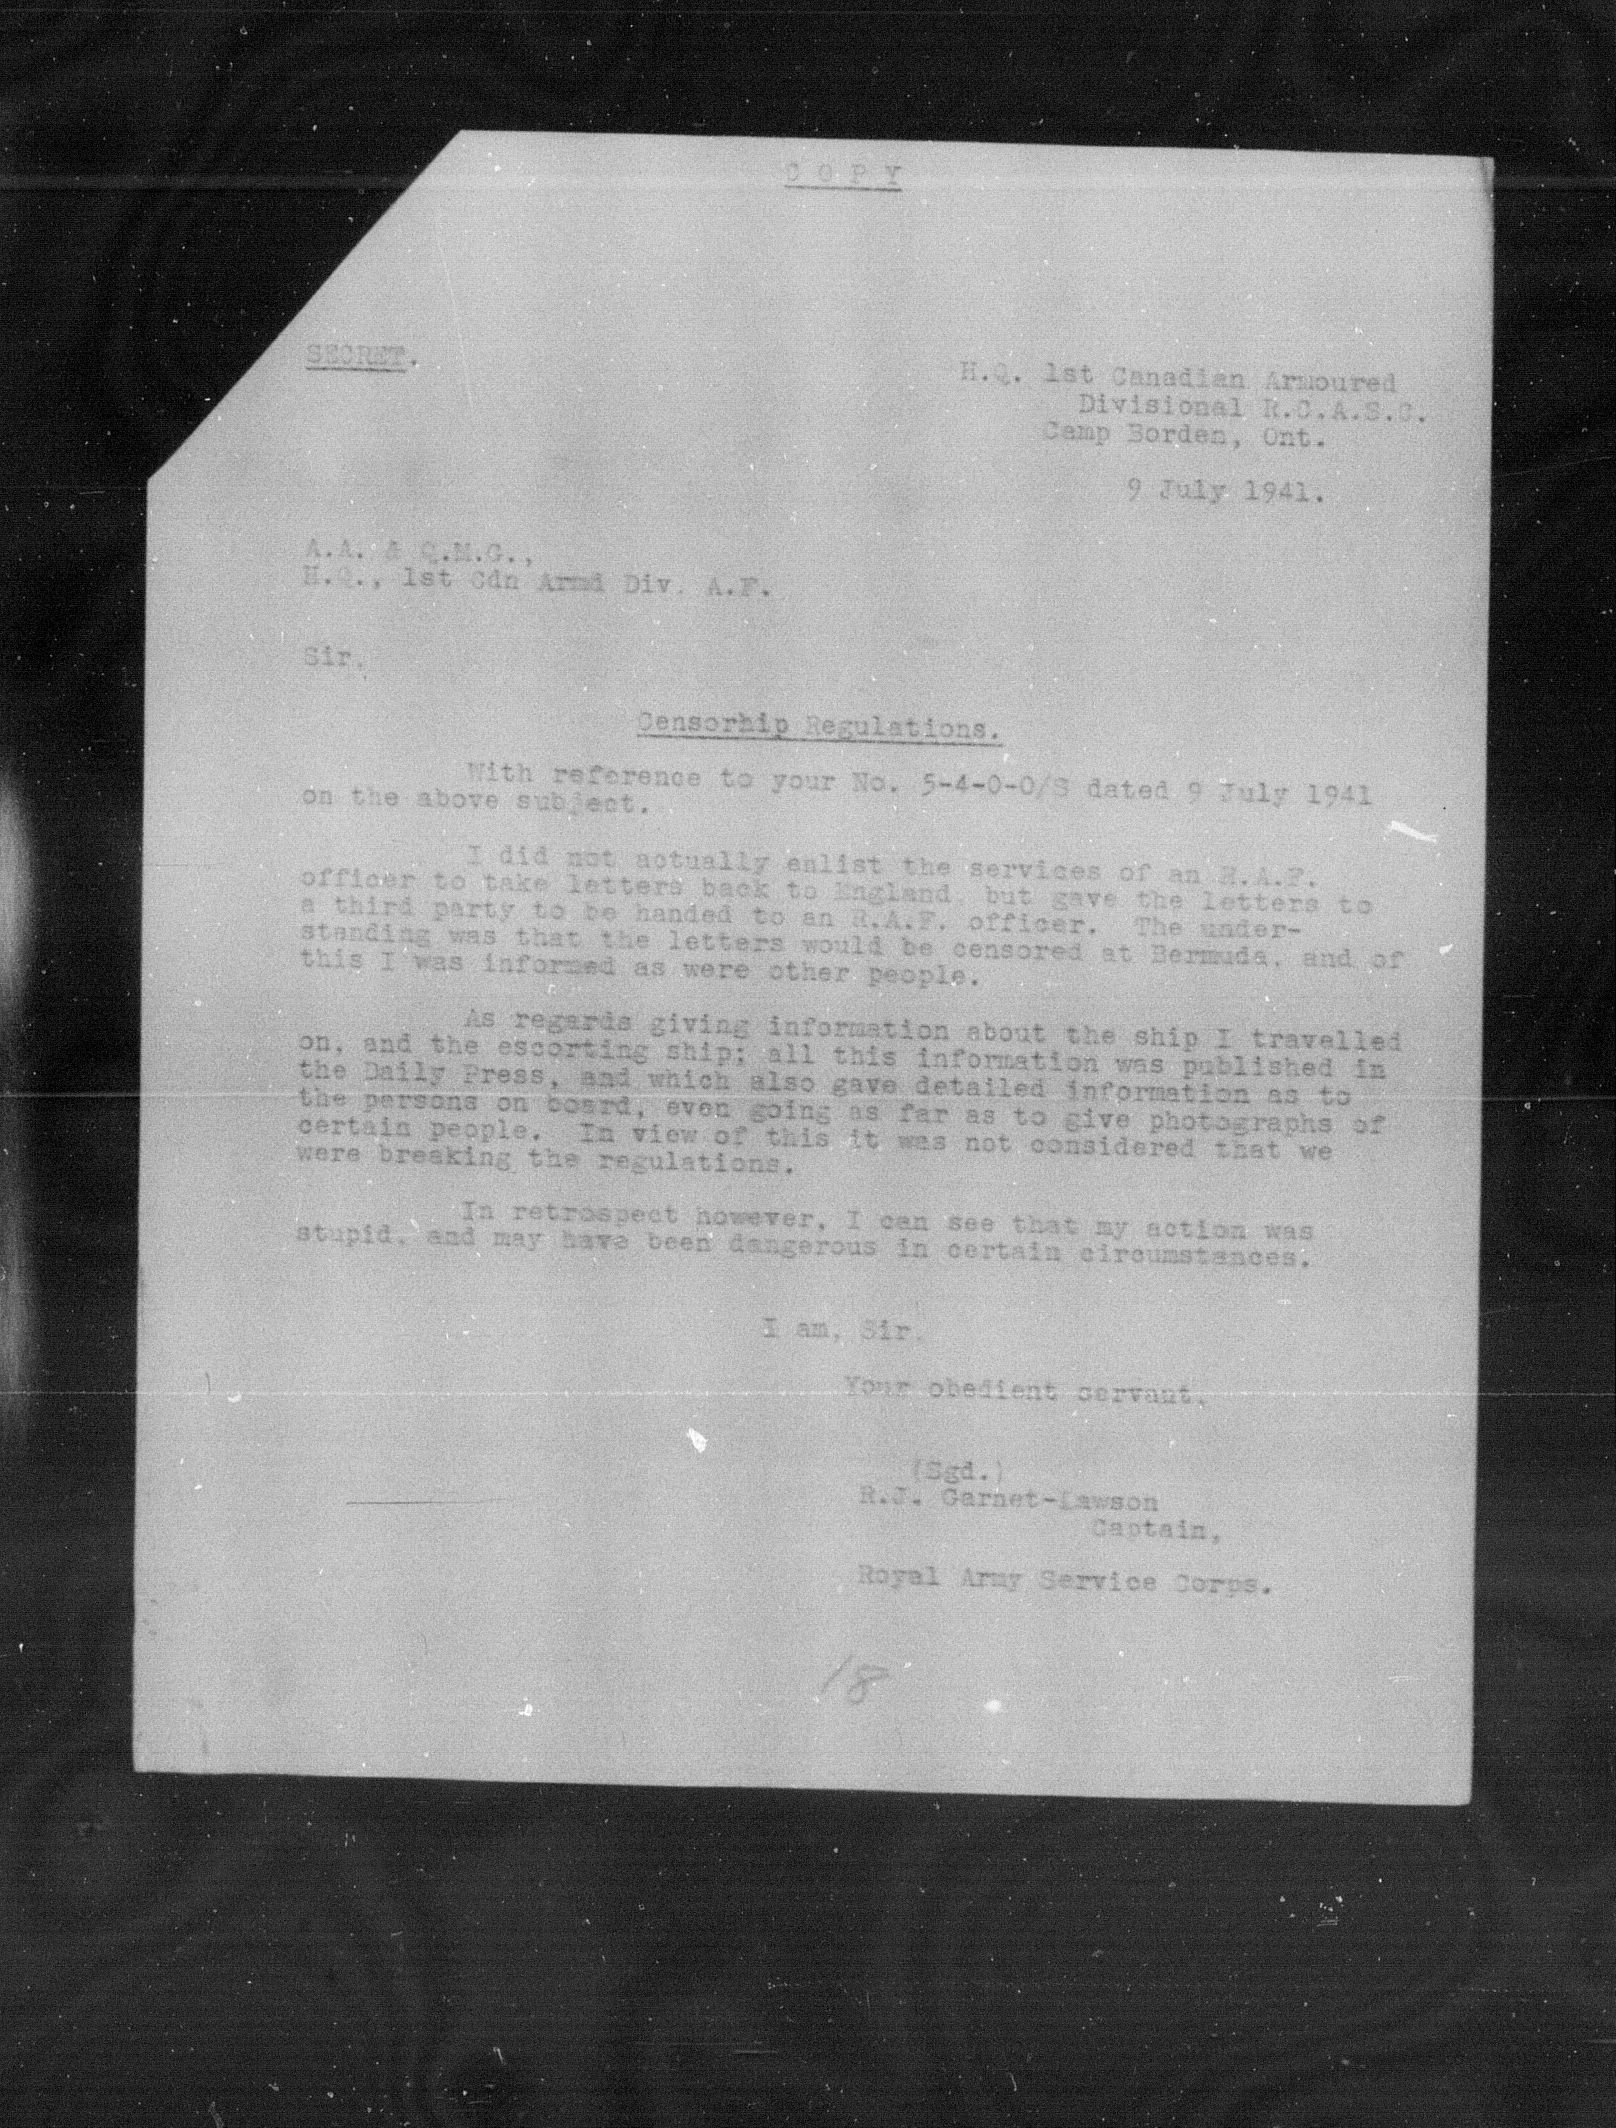 C O P Y
SECRET.
H.Q. 1st Canadian Armoured
Divisional R.C.A.S.C.
Camp Borden, Ont.
9 July 1941.
A.A. & Q.M.G.,
H.Q., 1st Cdn Armd Div. A.F.
Sir,
Censorhip Regulations.
With reference to your No. 5-4-0-0/S dated 9 July 1941
on the above subject.
I did not actually enlist the services of an R.A.F.
officer to take letters back to England, but gave the letters to
a third party to be handed to an R.A.F. officer. The under-
standing was that the letters would be censored at Bermuda, and of
this I was informed as were other people.
As regards giving information about the ship I travelled
on, and the escorting ship; all this information was published in
the Daily Press, and which also gave detailed information as to
the persons on board, even going as far as to give photographs of
certain people. In view of this it was not considered that we
were breaking the regulations.
In retrospect however, I can see that my action was
stupid, and may have been dangerous in certain circumstances.
I am, Sir,
Your obedient servant,
(Sgd.)
R.J. Garnet-Lawson
Captain,
Royal Army Service Corps.
18